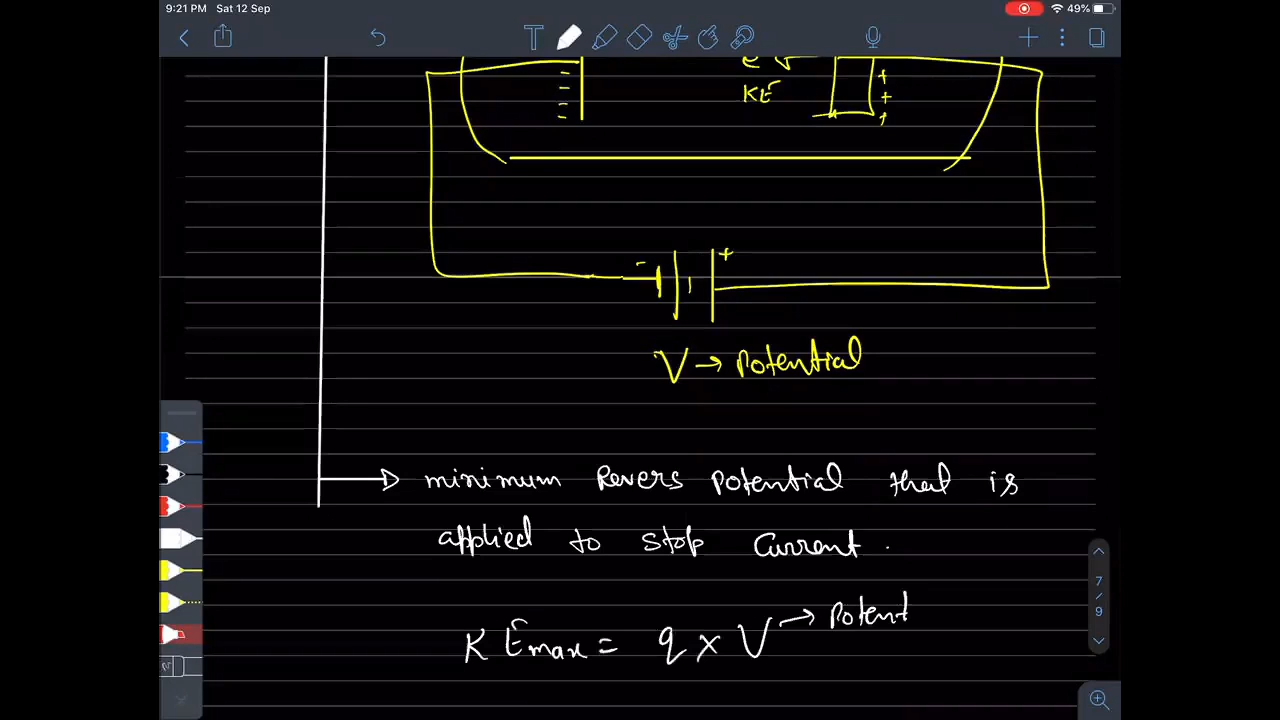 9:21 PM Sat 12 Sep
49%
T
e⁻
KE
+
+
+
-
-
-
-
- +
V → Potential
minimum Revers potential that is
applied to stop current.
KEmax = q x V → Potent
7/9